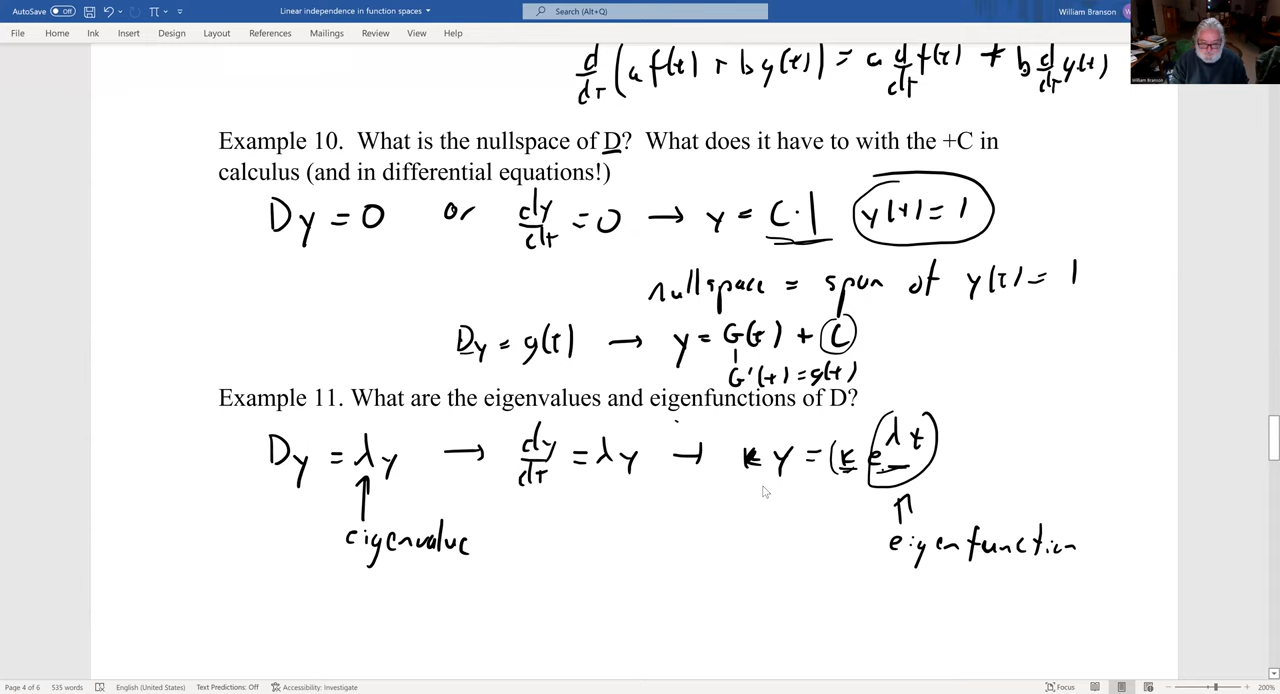 AutoSave Off Linear independence in function spaces Search (Alt+Q) William Branson
File Home Ink Insert Design Layout References Mailings Review View Help
William Branson
d/dt (a f(t) + b y(t)) = a d/dt f(t) + b d/dt y(t)
Example 10. What is the nullspace of D? What does it have to with the +C in
calculus (and in differential equations!)
Dy = 0 or dy/dt = 0 → y = C·1 y(t) = 1
nullspace = span of y(t) = 1
Dy = g(t) → y = G(t) + C
G'(t) = g(t)
Example 11. What are the eigenvalues and eigenfunctions of D?
Dy = λy → dy/dt = λy → y = k e^λt
eigenvalue
eigenfunction
Page 4 of 6 535 words English (United States) Text Predictions: Off Accessibility: Investigate Focus 200%